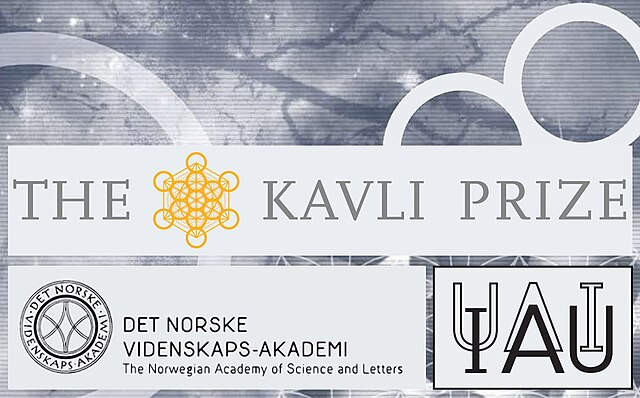 THE KAVLI PRIZE
DET NORSKE VIDENSKAPS-AKADEMI
DET NORSKE
VIDENSKAPS-AKADEMI
The Norwegian Academy of Science and Letters
UAI
IAU